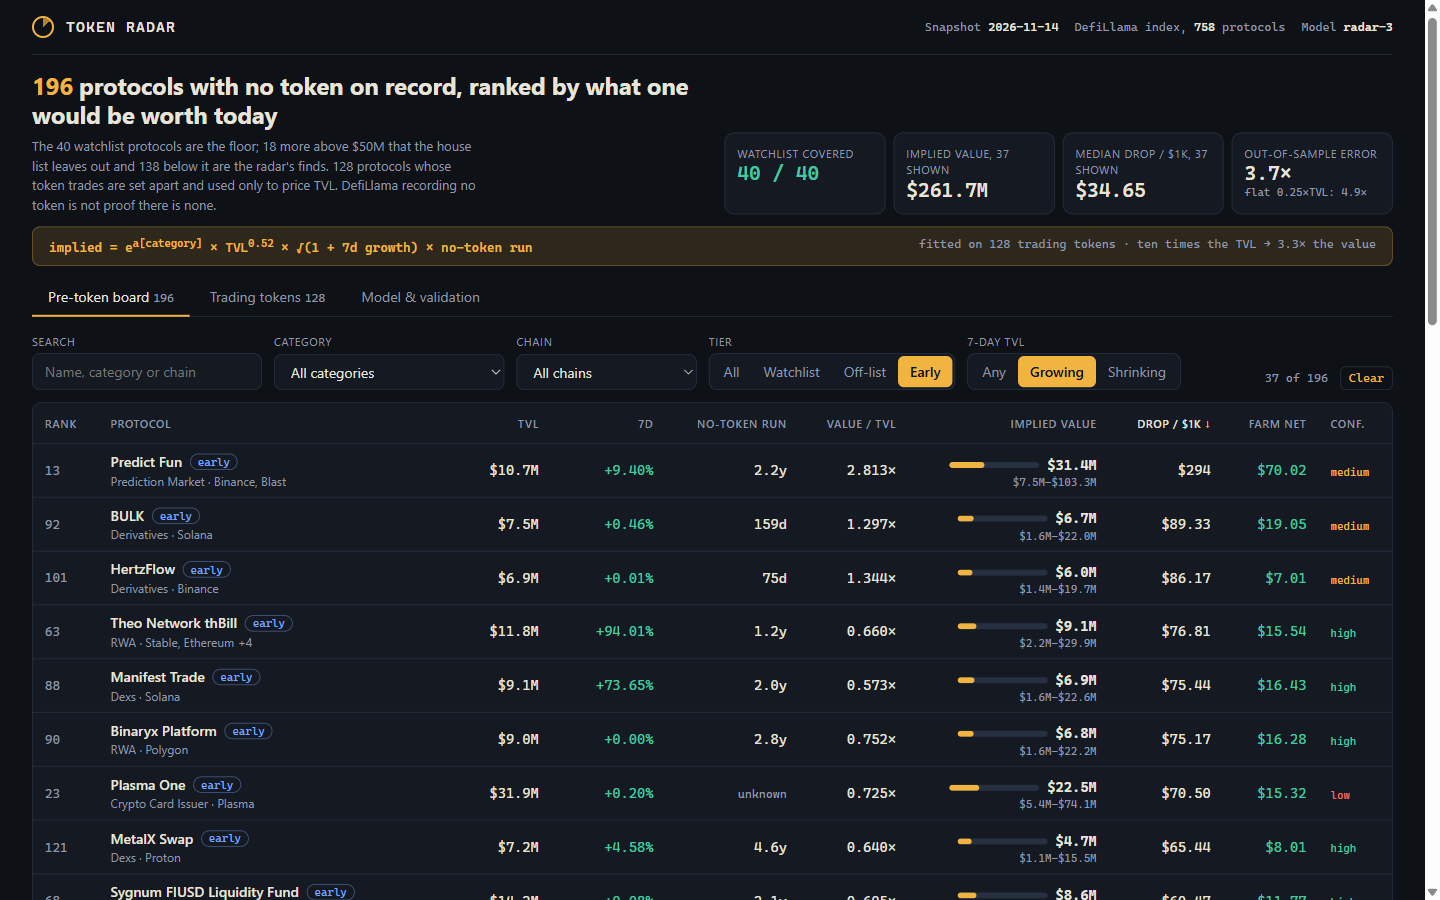 TOKEN RADAR
Snapshot 2026-11-14 DefiLlama index, 758 protocols Model radar-3
196 protocols with no token on record, ranked by what one
would be worth today
The 40 watchlist protocols are the floor; 18 more above $50M that the house
list leaves out and 138 below it are the radar's finds. 128 protocols whose
token trades are set apart and used only to price TVL. DefiLlama recording no
token is not proof there is none.
WATCHLIST COVERED
40 / 40
IMPLIED VALUE, 37
SHOWN
$261.7M
MEDIAN DROP / $1K, 37
SHOWN
$34.65
OUT-OF-SAMPLE ERROR
3.7×
flat 0.25×TVL: 4.9×
implied = e^a[category] × TVL^0.52 × √(1 + 7d growth) × no-token run
fitted on 128 trading tokens · ten times the TVL → 3.3× the value
Pre-token board 196 Trading tokens 128 Model & validation
SEARCH CATEGORY CHAIN TIER 7-DAY TVL
Name, category or chain All categories All chains All Watchlist Off-list Early Any Growing Shrinking 37 of 196 Clear
RANK PROTOCOL TVL 7D NO-TOKEN RUN VALUE / TVL IMPLIED VALUE DROP / $1K ↓ FARM NET CONF.
13 Predict Fun early $10.7M +9.40% 2.2y 2.813× $31.4M $294 $70.02 medium
Prediction Market · Binance, Blast $7.5M–$103.3M
92 BULK early $7.5M +0.46% 159d 1.297× $6.7M $89.33 $19.05 medium
Derivatives · Solana $1.6M–$22.0M
101 HertzFlow early $6.9M +0.01% 75d 1.344× $6.0M $86.17 $7.01 medium
Derivatives · Binance $1.4M–$19.7M
63 Theo Network thBill early $11.8M +94.01% 1.2y 0.660× $9.1M $76.81 $15.54 high
RWA · Stable, Ethereum +4 $2.2M–$29.9M
88 Manifest Trade early $9.1M +73.65% 2.0y 0.573× $6.9M $75.44 $16.43 high
Dexs · Solana $1.6M–$22.6M
90 Binaryx Platform early $9.0M +0.00% 2.8y 0.752× $6.8M $75.17 $16.28 high
RWA · Polygon $1.6M–$22.2M
23 Plasma One early $31.9M +0.20% unknown 0.725× $22.5M $70.50 $15.32 low
Crypto Card Issuer · Plasma $5.4M–$74.1M
121 MetalX Swap early $7.2M +4.58% 4.6y 0.640× $4.7M $65.44 $8.01 high
Dexs · Proton $1.1M–$15.5M
Sygnum FIUSD Liquidity Fund early $8.6M